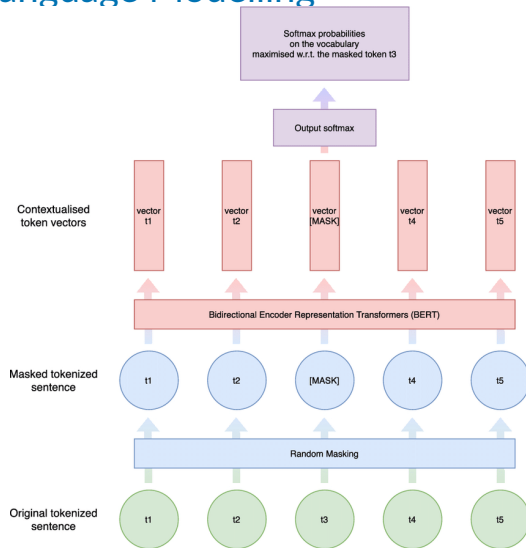 Language Modelling
Softmax probabilities
on the vocabulary
maximised w.r.t. the masked token t3
Output softmax
Contextualised
token vectors
vector
t1
vector
t2
vector
[MASK]
vector
t4
vector
t5
Bidirectional Encoder Representation Transformers (BERT)
Masked tokenized
sentence
t1
t2
[MASK]
t4
t5
Random Masking
Original tokenized
sentence
t1
t2
t3
t4
t5